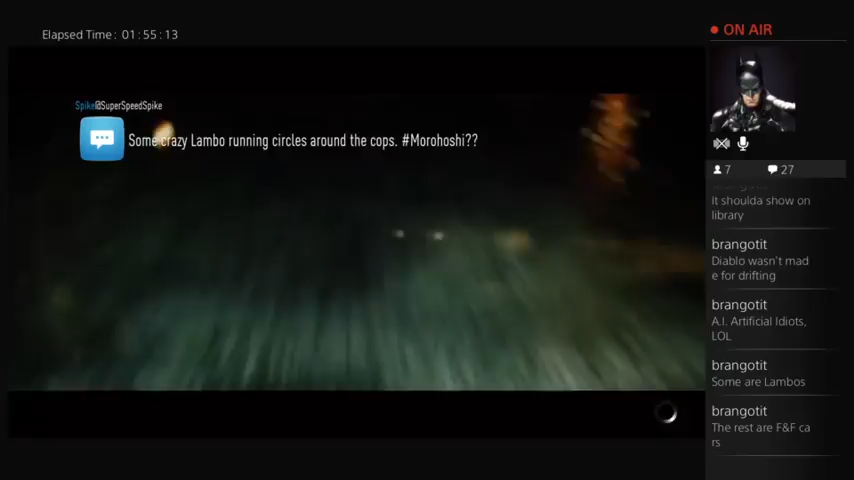 Elapsed Time: 01:55:13
ON AIR
Spike@SuperSpeedSpike
Some crazy Lambo running circles around the cops. #Morohoshi??
7
27
It shoulda show on
library
brangotit
Diablo wasn't mad
e for drifting
brangotit
A.I. Artificial Idiots,
LOL
brangotit
Some are Lambos
brangotit
The rest are F&F ca
rs